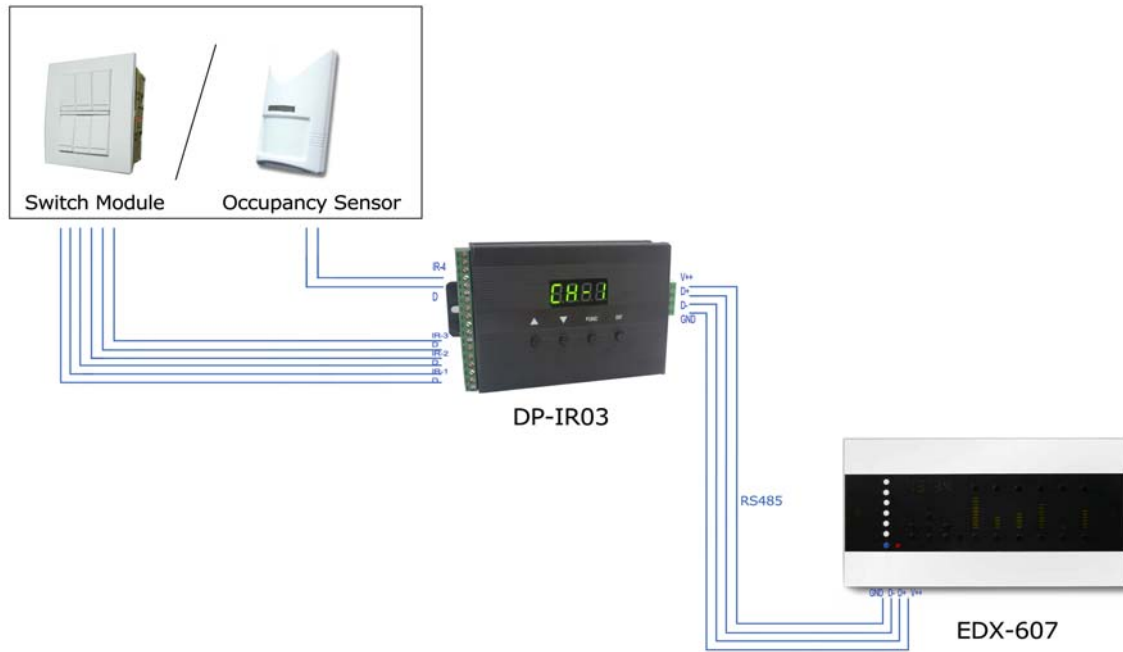 Switch Module
Occupancy Sensor
IR-4
D
IR-3
D
IR-2
D
IR-1
D
CH-1
FUNC
V++
D+
D-
GND
DP-IR03
RS485
GND D- D+ V++
EDX-607